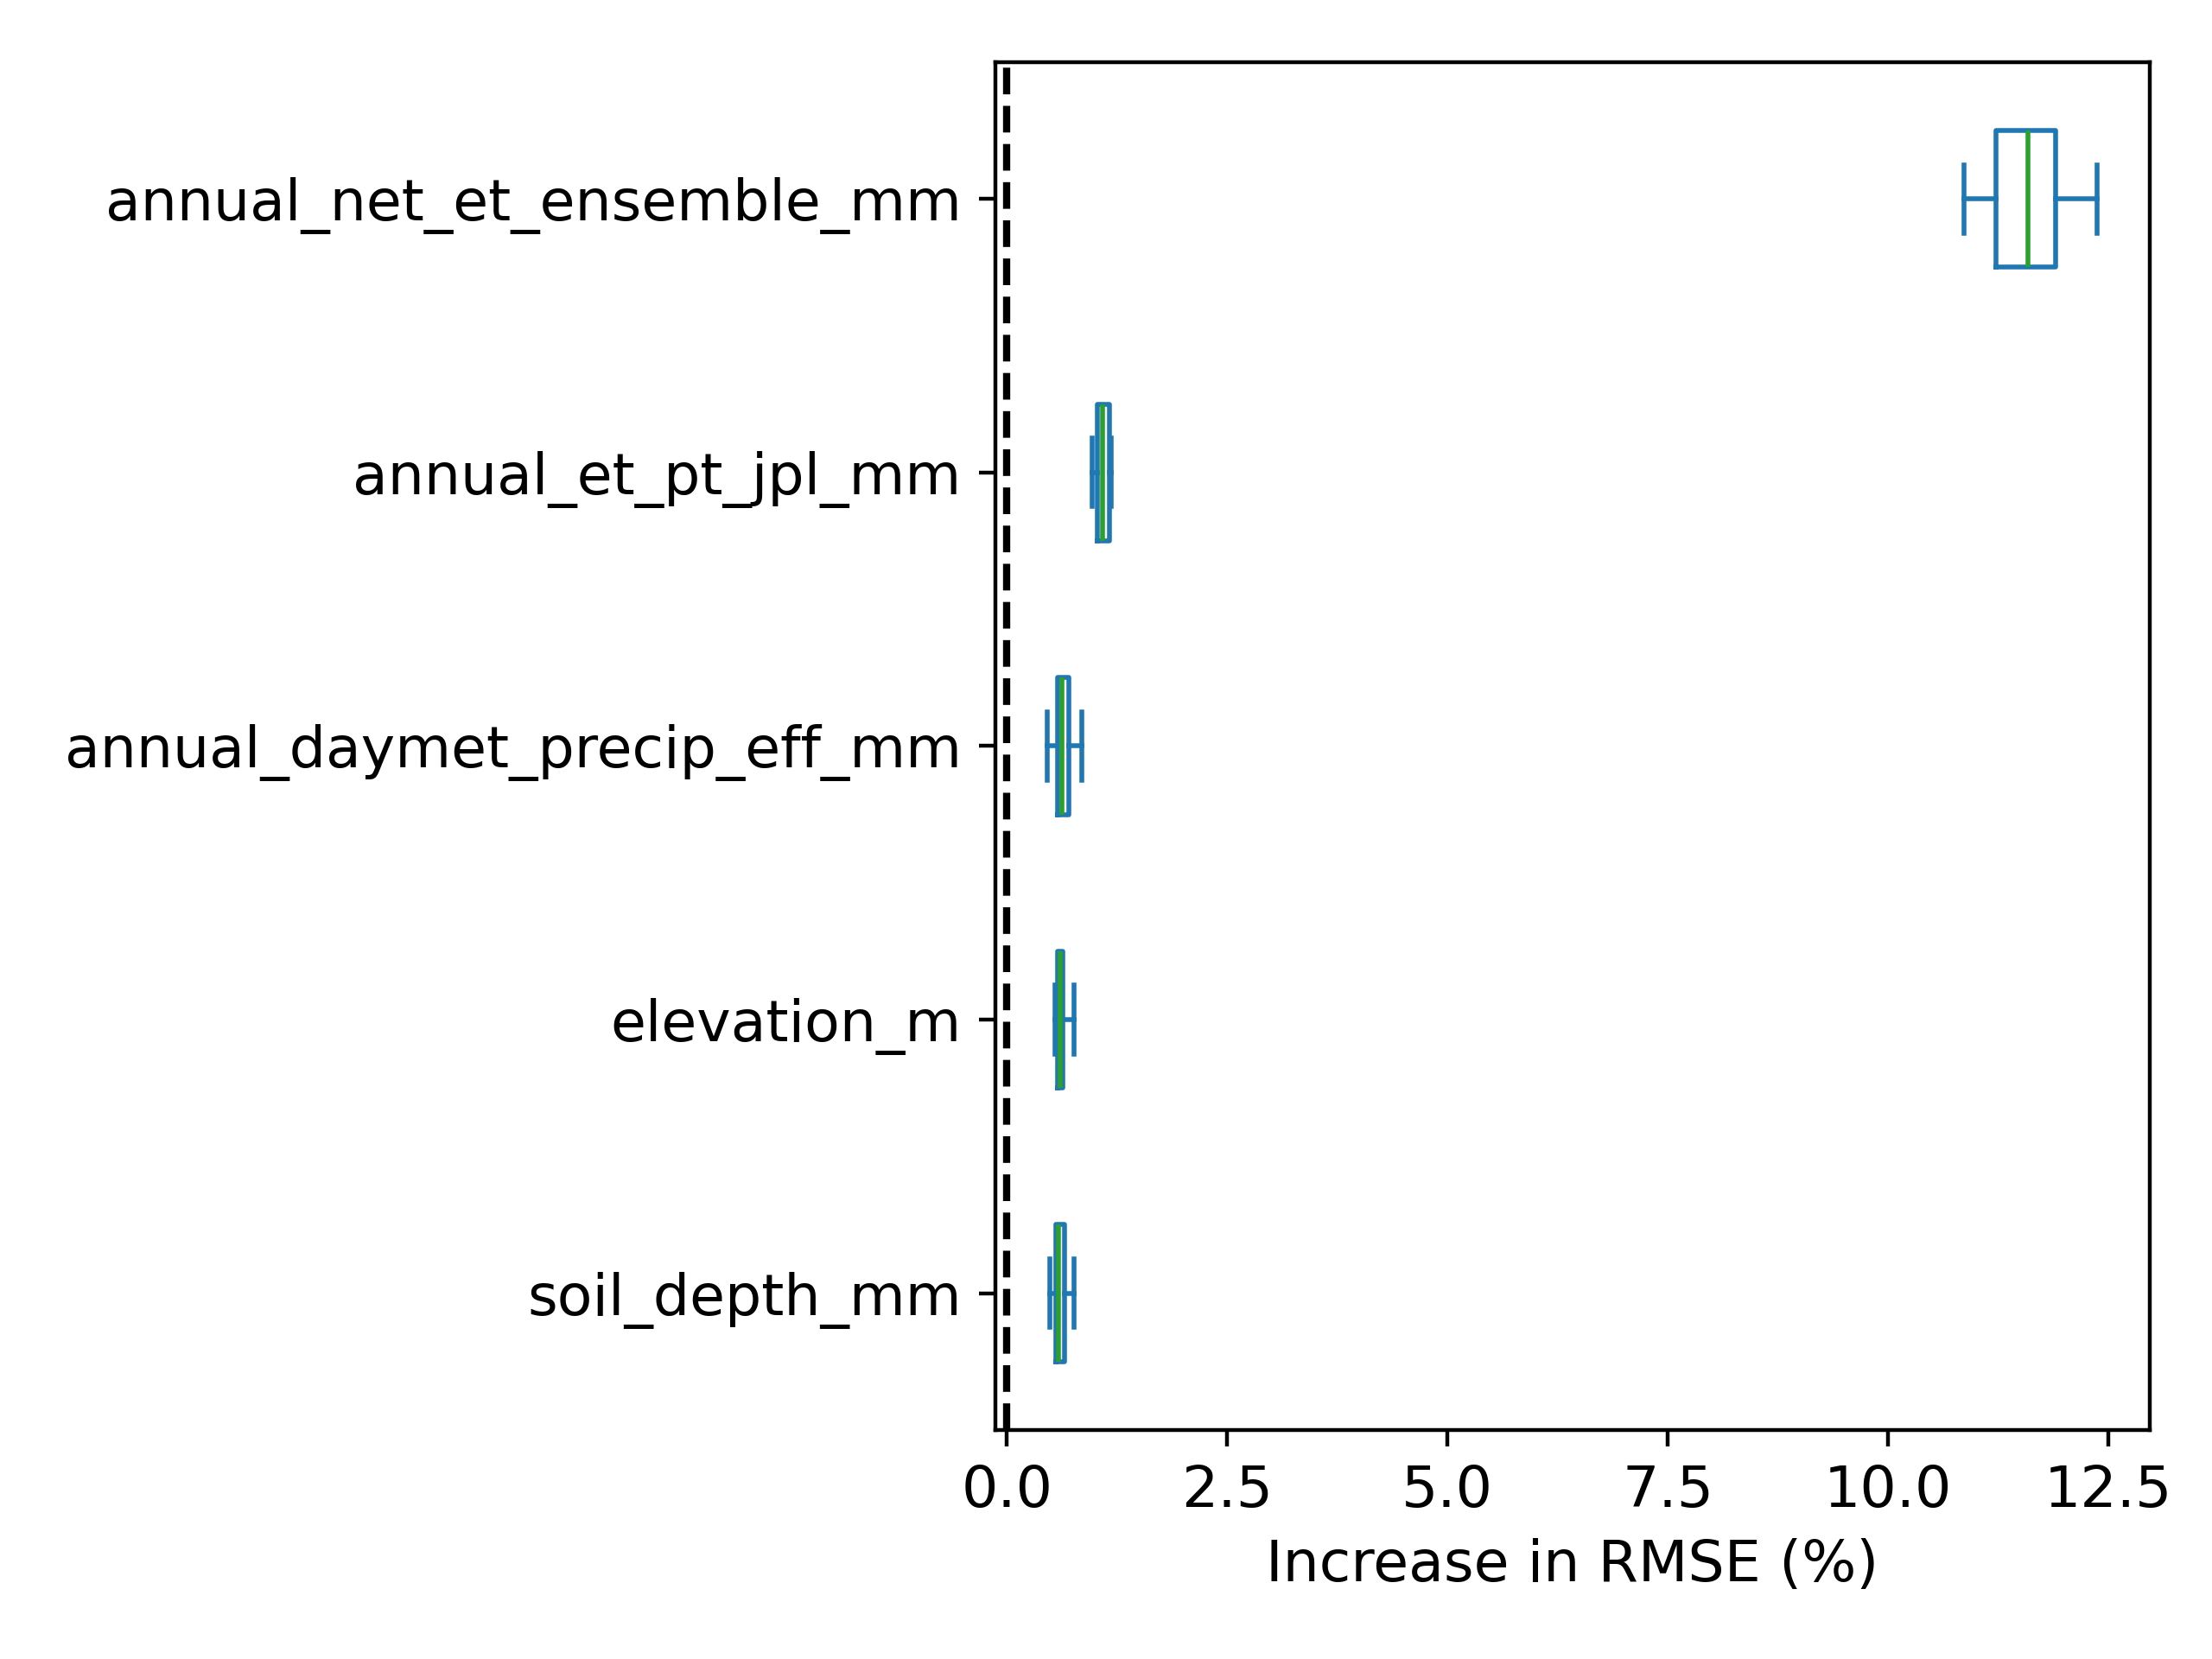 annual_net_et_ensemble_mm
annual_et_pt_jpl_mm
annual_daymet_precip_eff_mm
elevation_m
soil_depth_mm
0.0 2.5 5.0 7.5 10.0 12.5
Increase in RMSE (%)